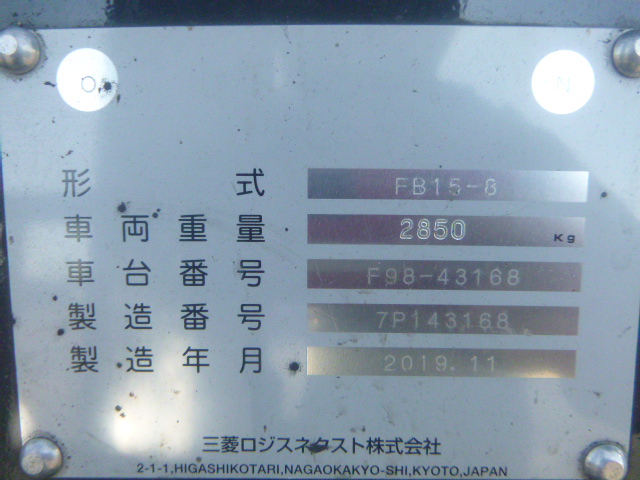 O N
形式 FB15-8
車両重量 2850 Kg
車台番号 F98-43168
製造番号 7P143168
製造年月 2019.11
三菱ロジスネクスト株式会社
2-1-1,HIGASHIKOTARI,NAGAOKAKYO-SHI,KYOTO,JAPAN